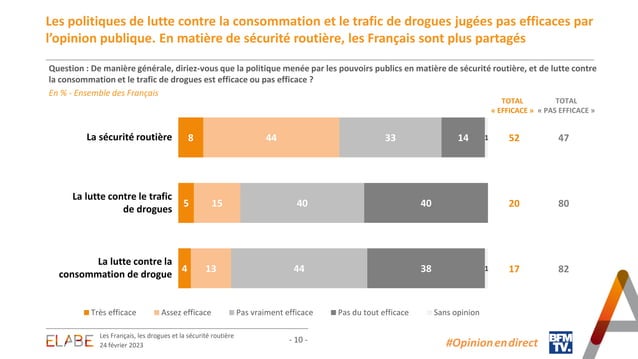 Les politiques de lutte contre la consommation et le trafic de drogues jugées pas efficaces par
l'opinion publique. En matière de sécurité routière, les Français sont plus partagés
Question : De manière générale, diriez-vous que la politique menée par les pouvoirs publics en matière de sécurité routière, et de lutte contre
la consommation et le trafic de drogues est efficace ou pas efficace ?
En % - Ensemble des Français
TOTAL TOTAL
« EFFICACE » « PAS EFFICACE »
La sécurité routière 8 44 33 14 1 52 47
La lutte contre le trafic
de drogues 5 15 40 40 20 80
La lutte contre la
consommation de drogue 4 13 44 38 1 17 82
Très efficace Assez efficace Pas vraiment efficace Pas du tout efficace Sans opinion
ELABE Les Français, les drogues et la sécurité routière
24 février 2023
- 10 -
#Opinion en direct
BFM
TV.